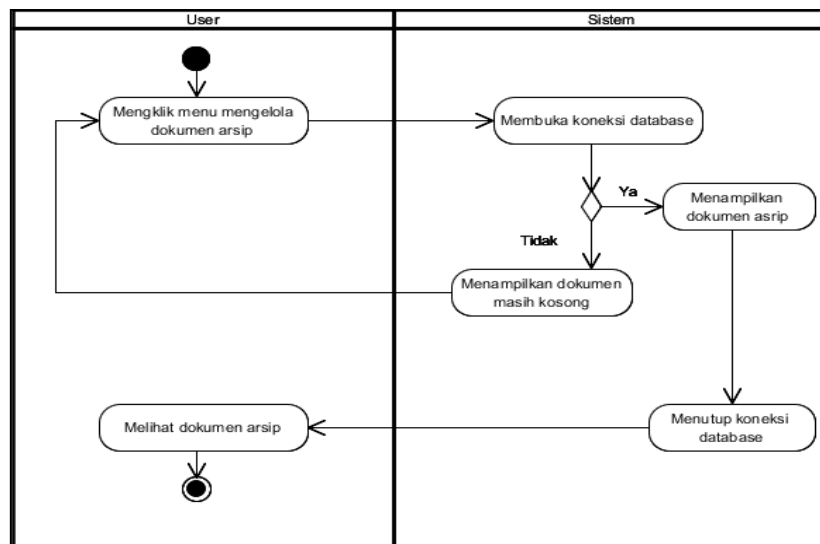 User
Sistem
Mengklik menu mengelola
dokumen arsip
Membuka koneksi database
Ya
Menampilkan
dokumen asrip
Tidak
Menampilkan dokumen
masih kosong
Melihat dokumen arsip
Menutup koneksi
database